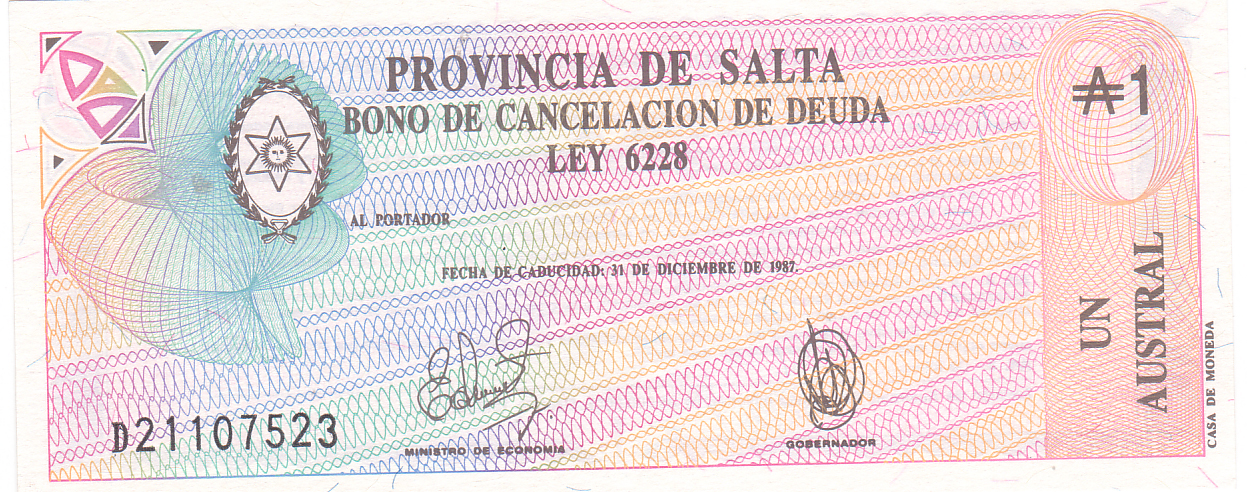 PROVINCIA DE SALTA
BONO DE CANCELACION DE DEUDA
LEY 6228
₳1
AL PORTADOR
FECHA DE CADUCIDAD: 31 DE DICIEMBRE DE 1987.
UN
AUSTRAL
D21107523
MINISTRO DE ECONOMIA
GOBERNADOR
CASA DE MONEDA